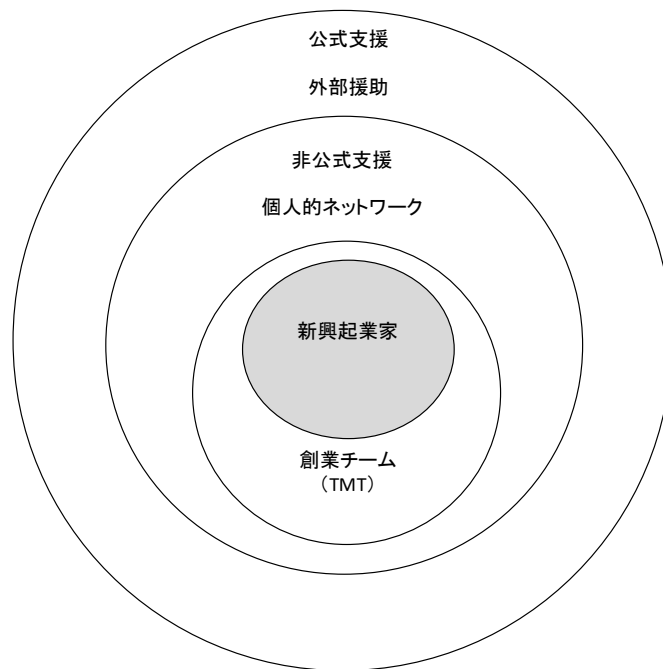 公式支援
外部援助
非公式支援
個人的ネットワーク
新興起業家
創業チーム
（TMT）